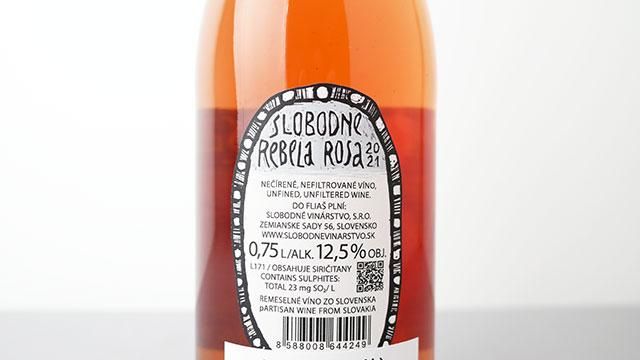 SLOBODNE
REBELA ROSA 2021
NEČÍRENÉ, NEFILTROVANÉ VÍNO,
UNFINED, UNFILTERED WINE.
DO FLIAŠ PLNÍ:
SLOBODNÉ VINÁRSTVO, S.R.O.
ZEMIANSKE SADY 56, SLOVENSKO
WWW.SLOBODNEVINARSTVO.SK
0,75 L/ALK. 12,5% OBJ.
L171 / OBSAHUJE SIRIČITANY
CONTAINS SULPHITES:
TOTAL 23 mg SO₂/ L
REMESELNÉ VÍNO ZO SLOVENSKA
pARTISAN WINE FROM SLOVAKIA
8 588008 644249